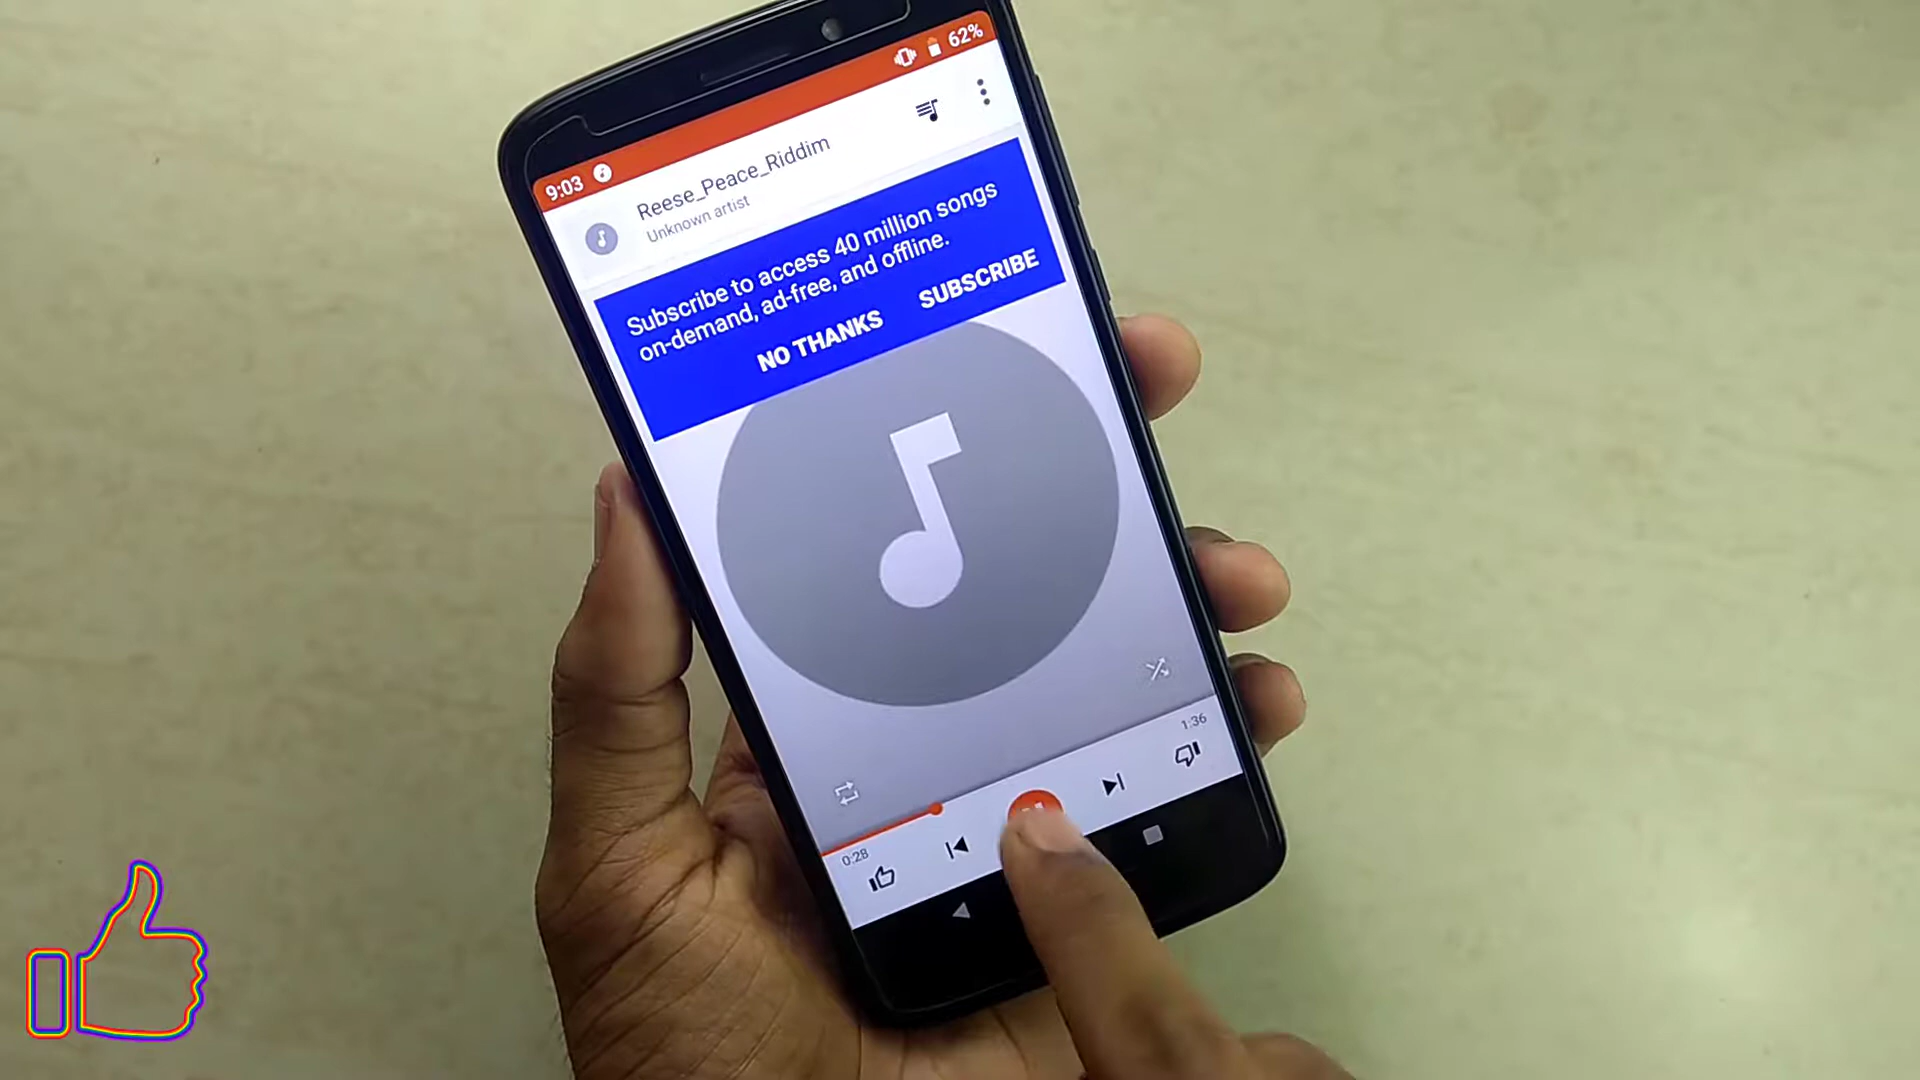 9:03 62%
Reese_Peace_Riddim
Unknown artist
Subscribe to access 40 million songs
on-demand, ad-free, and offline.
NO THANKS SUBSCRIBE
0:28 1:36